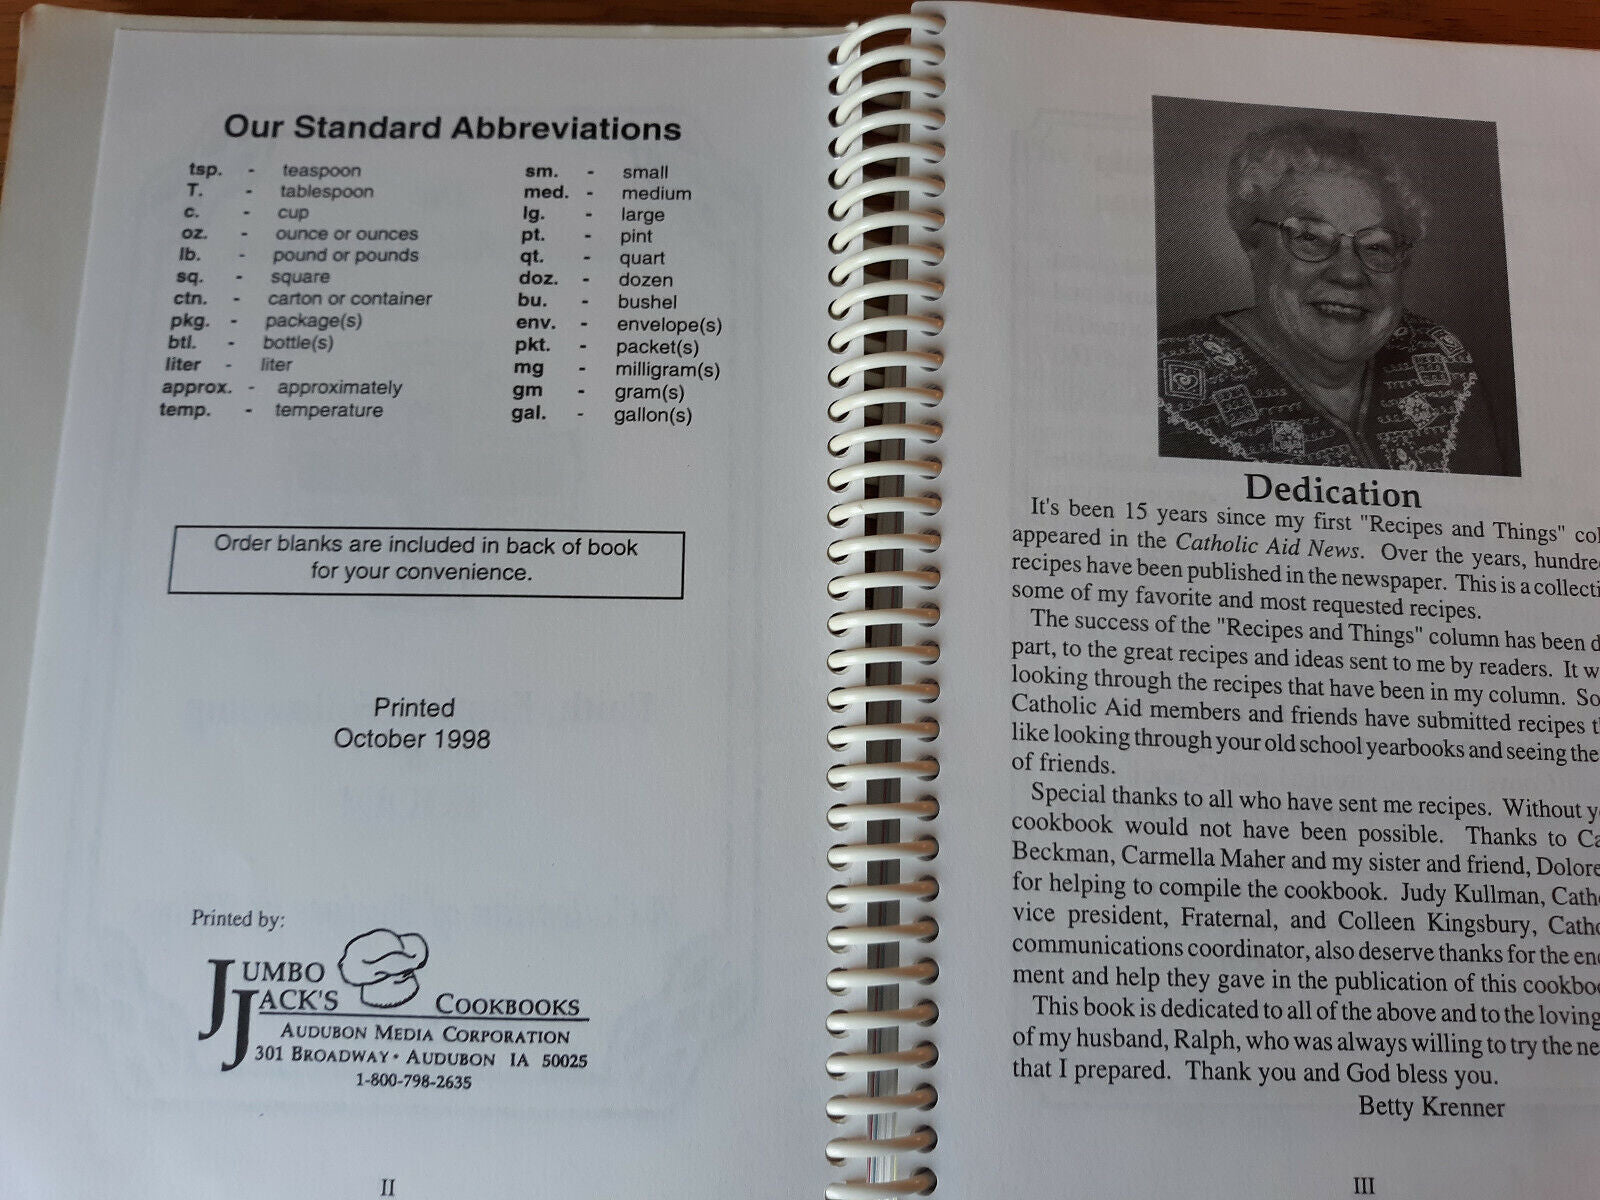 Our Standard Abbreviations
tsp. - teaspoon
T. - tablespoon
c. - cup
oz. - ounce or ounces
lb. - pound or pounds
sq. - square
ctn. - carton or container
pkg. - package(s)
btl. - bottle(s)
liter - liter
approx. - approximately
temp. - temperature
sm. - small
med. - medium
lg. - large
pt. - pint
qt. - quart
doz. - dozen
bu. - bushel
env. - envelope(s)
pkt. - packet(s)
mg - milligram(s)
gm - gram(s)
gal. - gallon(s)
Order blanks are included in back of book
for your convenience.
Printed
October 1998
Printed by:
JUMBO
JACK'S COOKBOOKS
AUDUBON MEDIA CORPORATION
301 BROADWAY • AUDUBON IA 50025
1-800-798-2635
II
Dedication
It's been 15 years since my first "Recipes and Things" col
appeared in the Catholic Aid News. Over the years, hundre
recipes have been published in the newspaper. This is a collecti
some of my favorite and most requested recipes.
The success of the "Recipes and Things" column has been d
part, to the great recipes and ideas sent to me by readers. It w
looking through the recipes that have been in my column. So
Catholic Aid members and friends have submitted recipes t
like looking through your old school yearbooks and seeing the
of friends.
Special thanks to all who have sent me recipes. Without y
cookbook would not have been possible. Thanks to Ca
Beckman, Carmella Maher and my sister and friend, Dolore
for helping to compile the cookbook. Judy Kullman, Cath
vice president, Fraternal, and Colleen Kingsbury, Catho
communications coordinator, also deserve thanks for the en
ment and help they gave in the publication of this cookbo
This book is dedicated to all of the above and to the loving
of my husband, Ralph, who was always willing to try the ne
that I prepared. Thank you and God bless you.
Betty Krenner
III